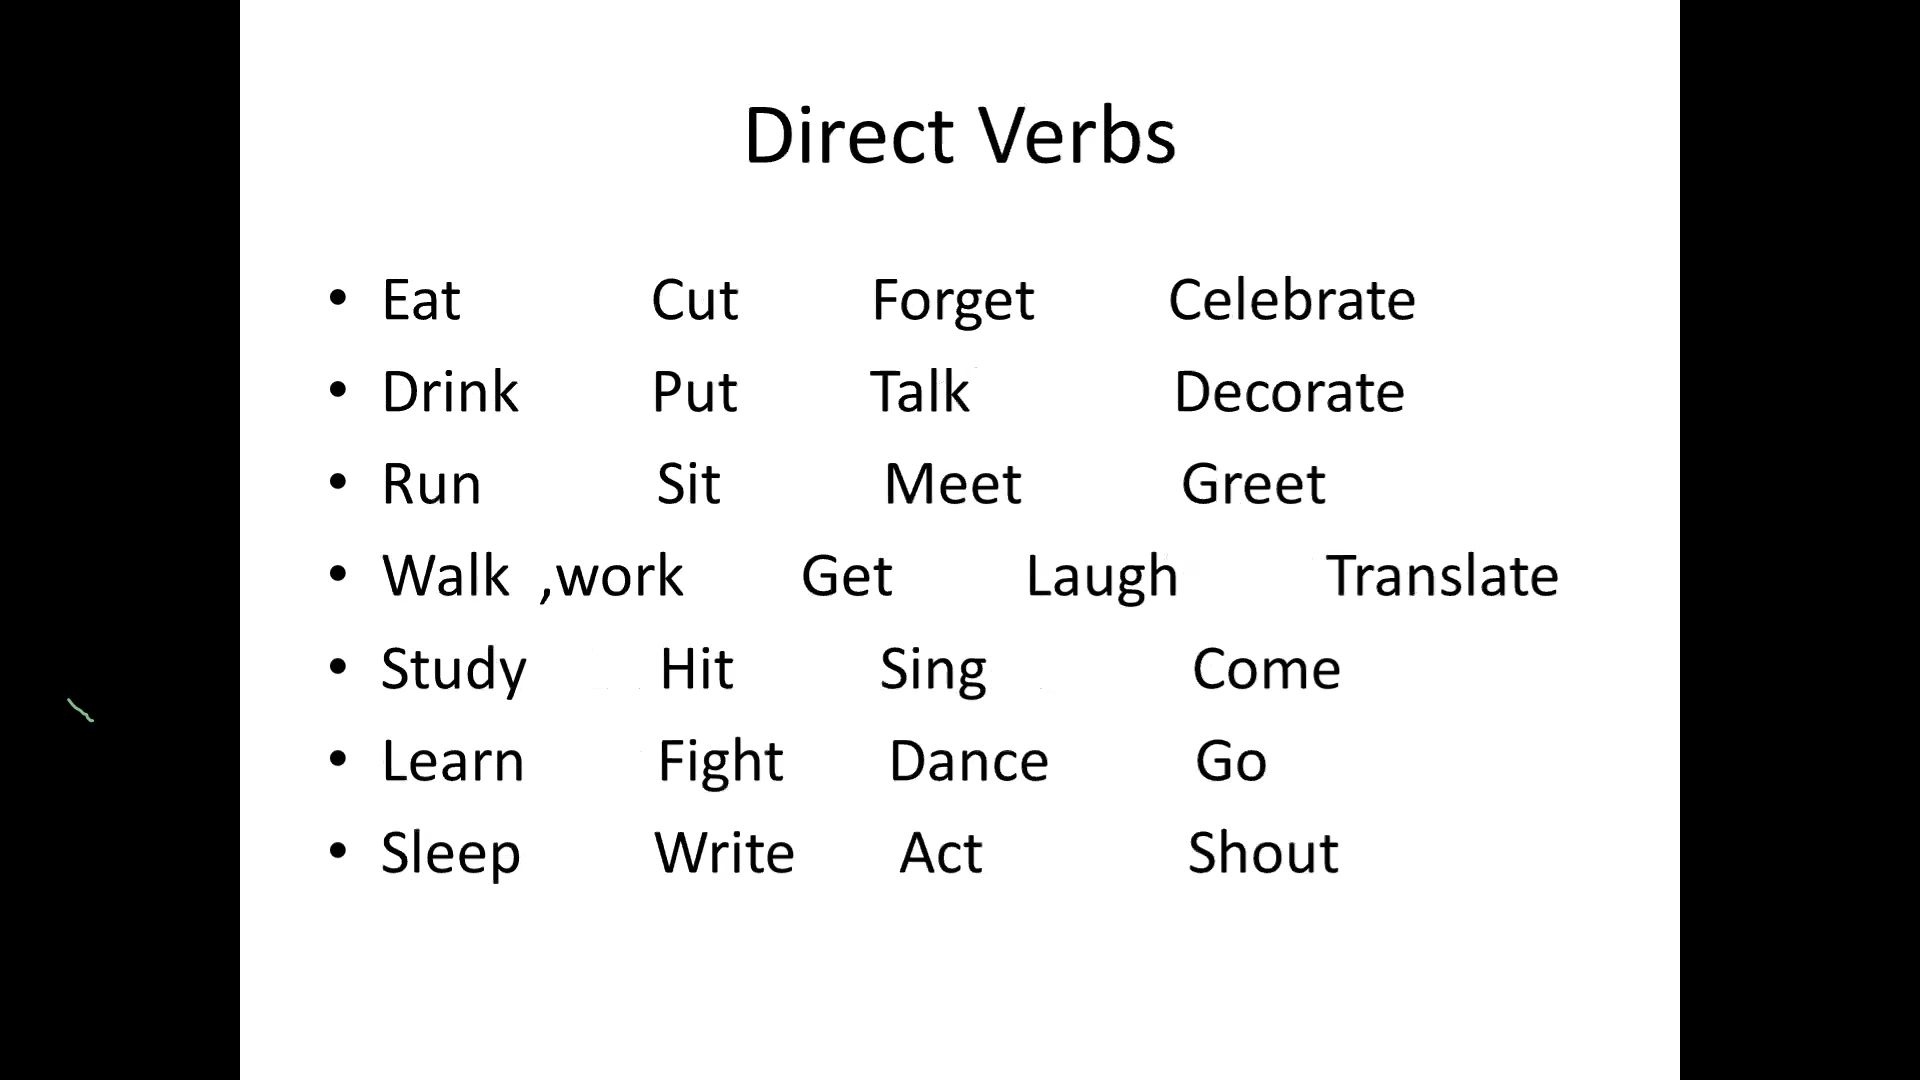 Direct Verbs
• Eat Cut Forget Celebrate
• Drink Put Talk Decorate
• Run Sit Meet Greet
• Walk ,work Get Laugh Translate
• Study Hit Sing Come
• Learn Fight Dance Go
• Sleep Write Act Shout